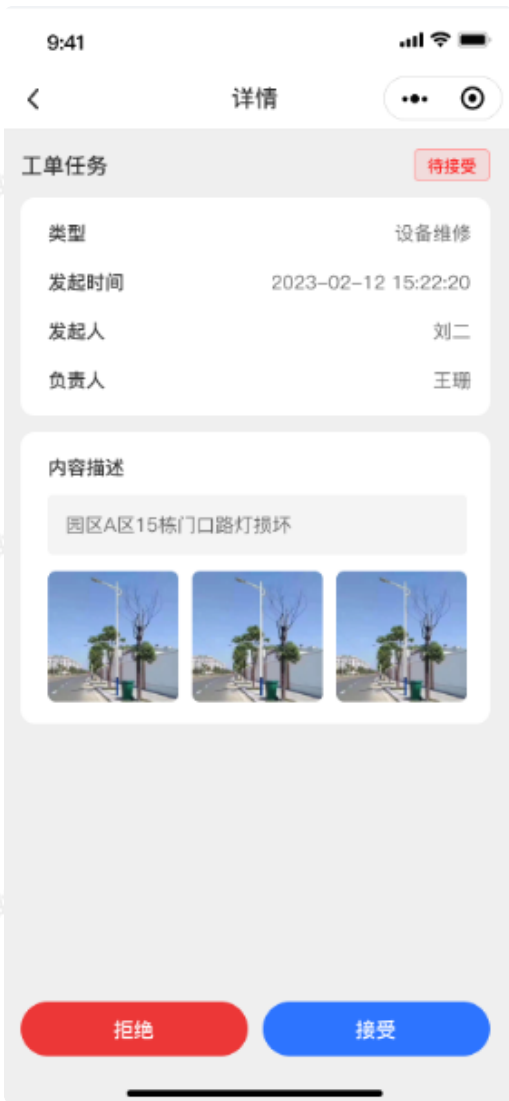 9:41
详情
工单任务
待接受
类型 设备维修
发起时间 2023-02-12 15:22:20
发起人 刘二
负责人 王珊
内容描述
园区A区15栋门口路灯损坏
拒绝
接受